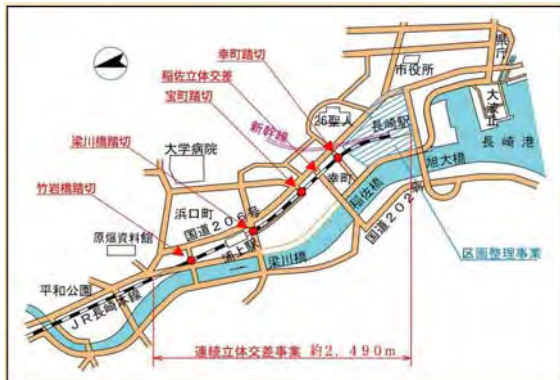 幸町踏切
稲佐立体交差
宝町踏切
梁川橋踏切
竹岩橋踏切
県庁
市役所
大波止
26聖人
新幹線
長崎駅
長崎港
大学病院
旭大橋
幸町
稲佐橋
国道202号
浜口町
国道206号
区画整理事業
原爆資料館
浦上駅
梁川橋
平和公園
JR長崎本線
連続立体交差事業 約2,490m